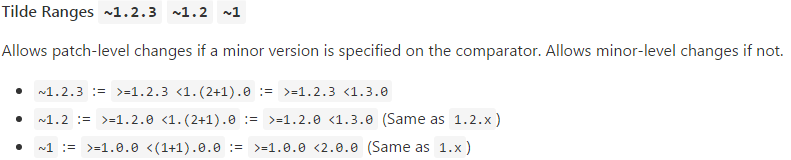 Tilde Ranges ~1.2.3 ~1.2 ~1
Allows patch-level changes if a minor version is specified on the comparator. Allows minor-level changes if not.
• ~1.2.3 := >=1.2.3 <1.(2+1).0 := >=1.2.3 <1.3.0
• ~1.2 := >=1.2.0 <1.(2+1).0 := >=1.2.0 <1.3.0 (Same as 1.2.x)
• ~1 := >=1.0.0 <(1+1).0.0 := >=1.0.0 <2.0.0 (Same as 1.x)